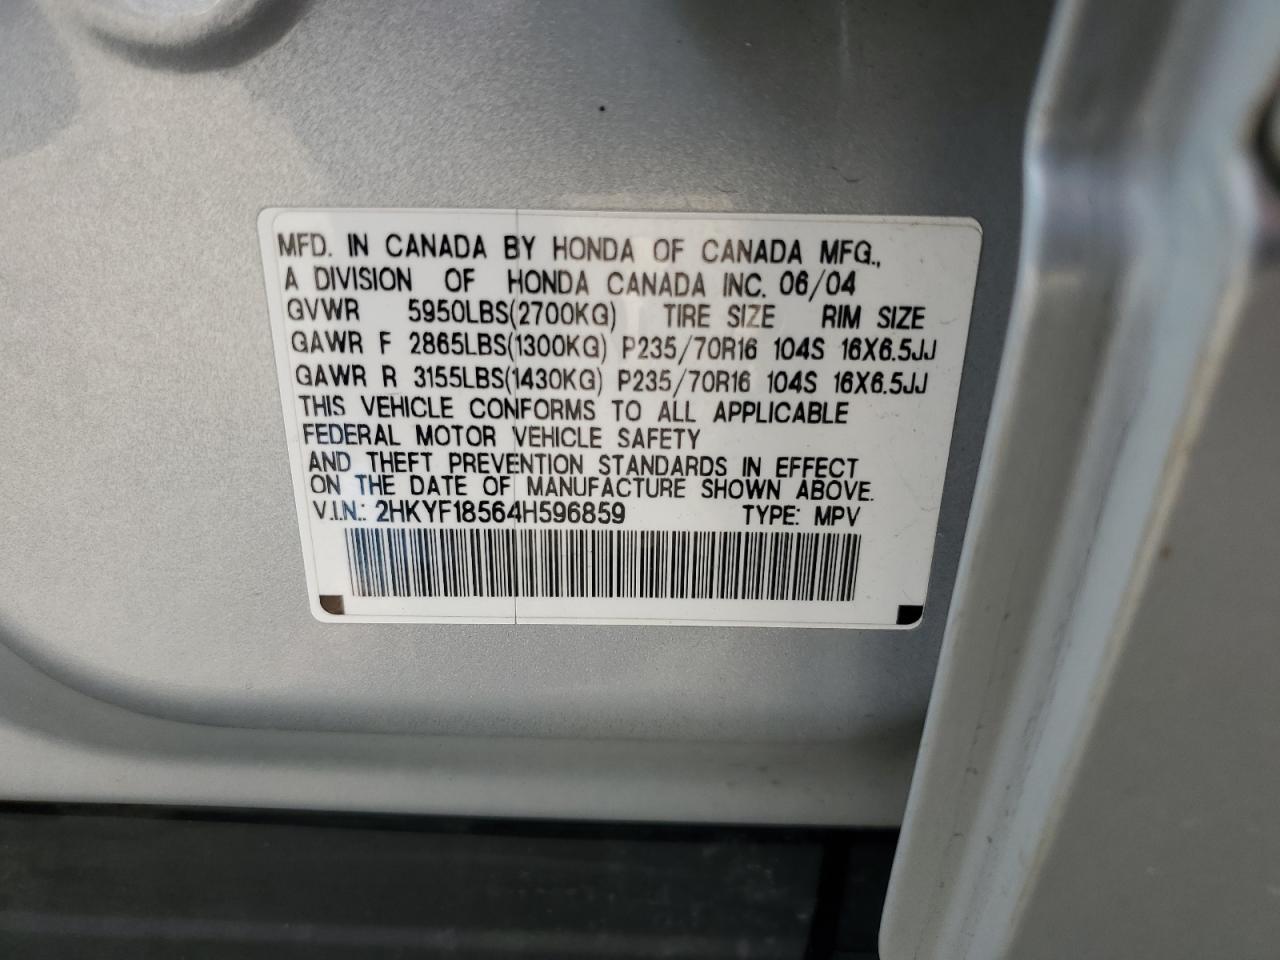 MFD. IN CANADA BY HONDA OF CANADA MFG.,
A DIVISION OF HONDA CANADA INC. 06/04
GVWR 5950LBS(2700KG) TIRE SIZE RIM SIZE
GAWR F 2865LBS(1300KG) P235/70R16 104S 16X6.5JJ
GAWR R 3155LBS(1430KG) P235/70R16 104S 16X6.5JJ
THIS VEHICLE CONFORMS TO ALL APPLICABLE
FEDERAL MOTOR VEHICLE SAFETY
AND THEFT PREVENTION STANDARDS IN EFFECT
ON THE DATE OF MANUFACTURE SHOWN ABOVE.
V.I.N.: 2HKYF18564H596859 TYPE: MPV